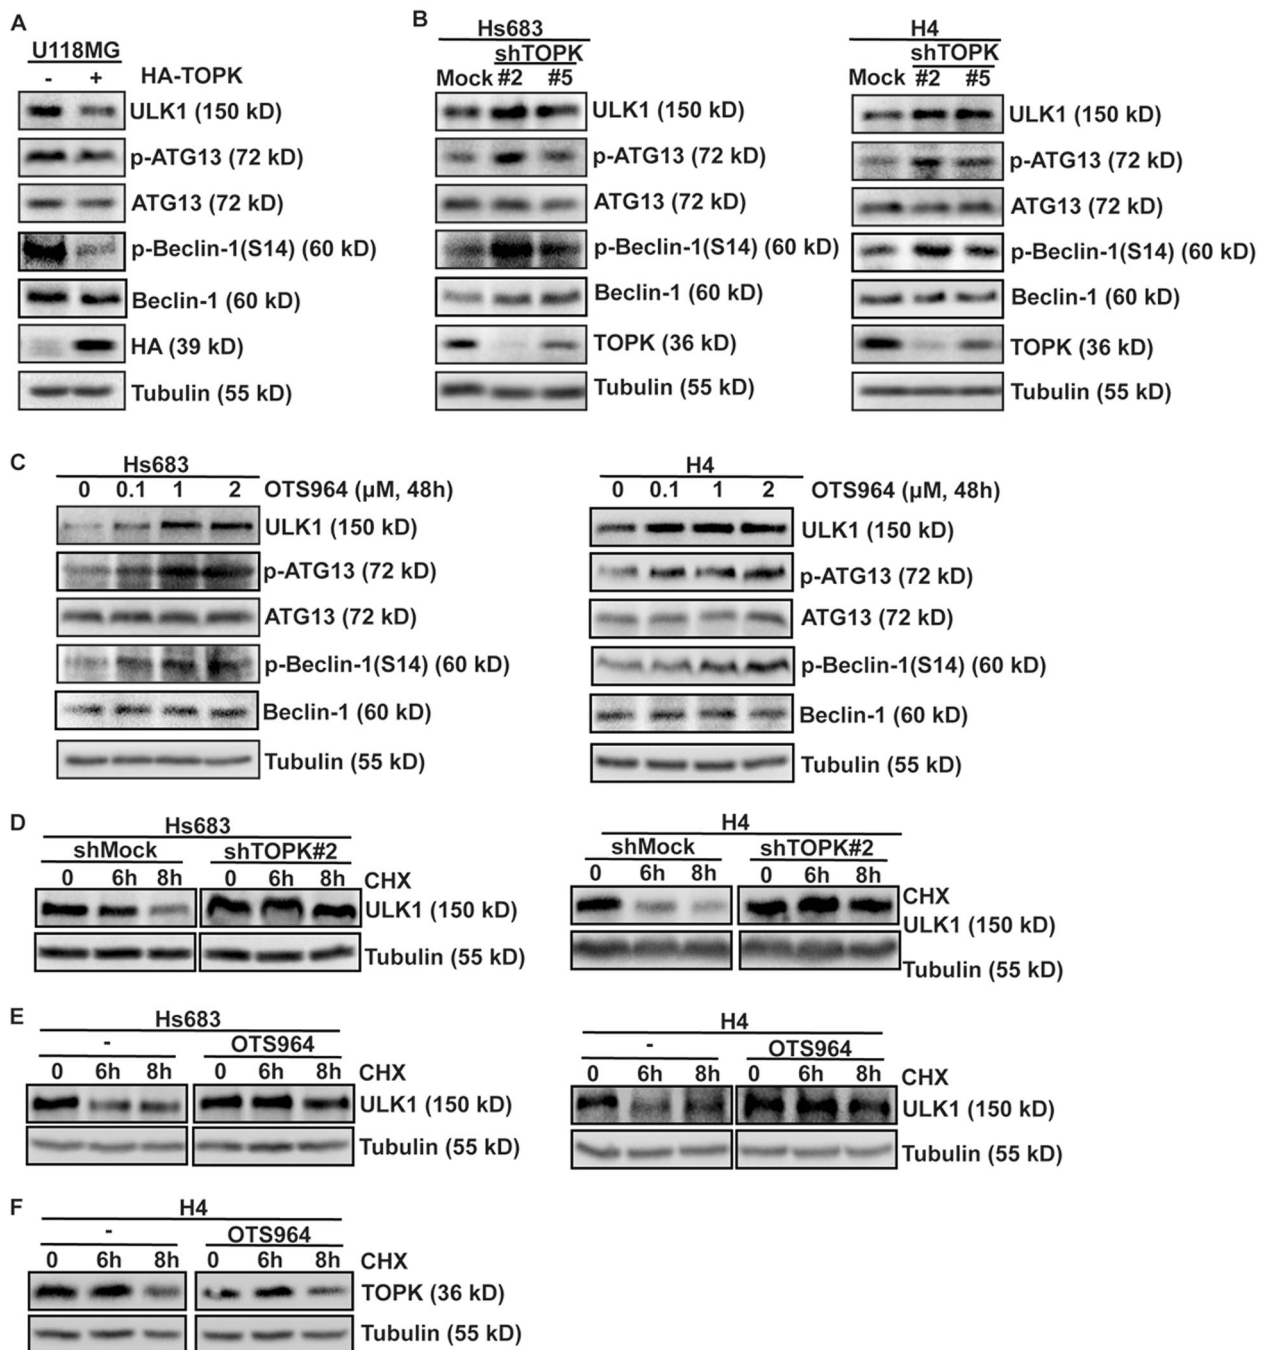 A
U118MG
- + HA-TOPK
ULK1 (150 kD)
p-ATG13 (72 kD)
ATG13 (72 kD)
p-Beclin-1(S14) (60 kD)
Beclin-1 (60 kD)
HA (39 kD)
Tubulin (55 kD)
B
Hs683
shTOPK
Mock #2 #5
ULK1 (150 kD)
p-ATG13 (72 kD)
ATG13 (72 kD)
p-Beclin-1(S14) (60 kD)
Beclin-1 (60 kD)
TOPK (36 kD)
Tubulin (55 kD)
H4
shTOPK
Mock #2 #5
ULK1 (150 kD)
p-ATG13 (72 kD)
ATG13 (72 kD)
p-Beclin-1(S14) (60 kD)
Beclin-1 (60 kD)
TOPK (36 kD)
Tubulin (55 kD)
C
Hs683
0 0.1 1 2 OTS964 (µM, 48h)
ULK1 (150 kD)
p-ATG13 (72 kD)
ATG13 (72 kD)
p-Beclin-1(S14) (60 kD)
Beclin-1 (60 kD)
Tubulin (55 kD)
H4
0 0.1 1 2 OTS964 (µM, 48h)
ULK1 (150 kD)
p-ATG13 (72 kD)
ATG13 (72 kD)
p-Beclin-1(S14) (60 kD)
Beclin-1 (60 kD)
Tubulin (55 kD)
D
Hs683
shMock shTOPK#2
0 6h 8h 0 6h 8h CHX
ULK1 (150 kD)
Tubulin (55 kD)
H4
shMock shTOPK#2
0 6h 8h 0 6h 8h
CHX
ULK1 (150 kD)
Tubulin (55 kD)
E
Hs683
- OTS964
0 6h 8h 0 6h 8h CHX
ULK1 (150 kD)
Tubulin (55 kD)
H4
- OTS964
0 6h 8h 0 6h 8h CHX
ULK1 (150 kD)
Tubulin (55 kD)
F
H4
- OTS964
0 6h 8h 0 6h 8h CHX
TOPK (36 kD)
Tubulin (55 kD)